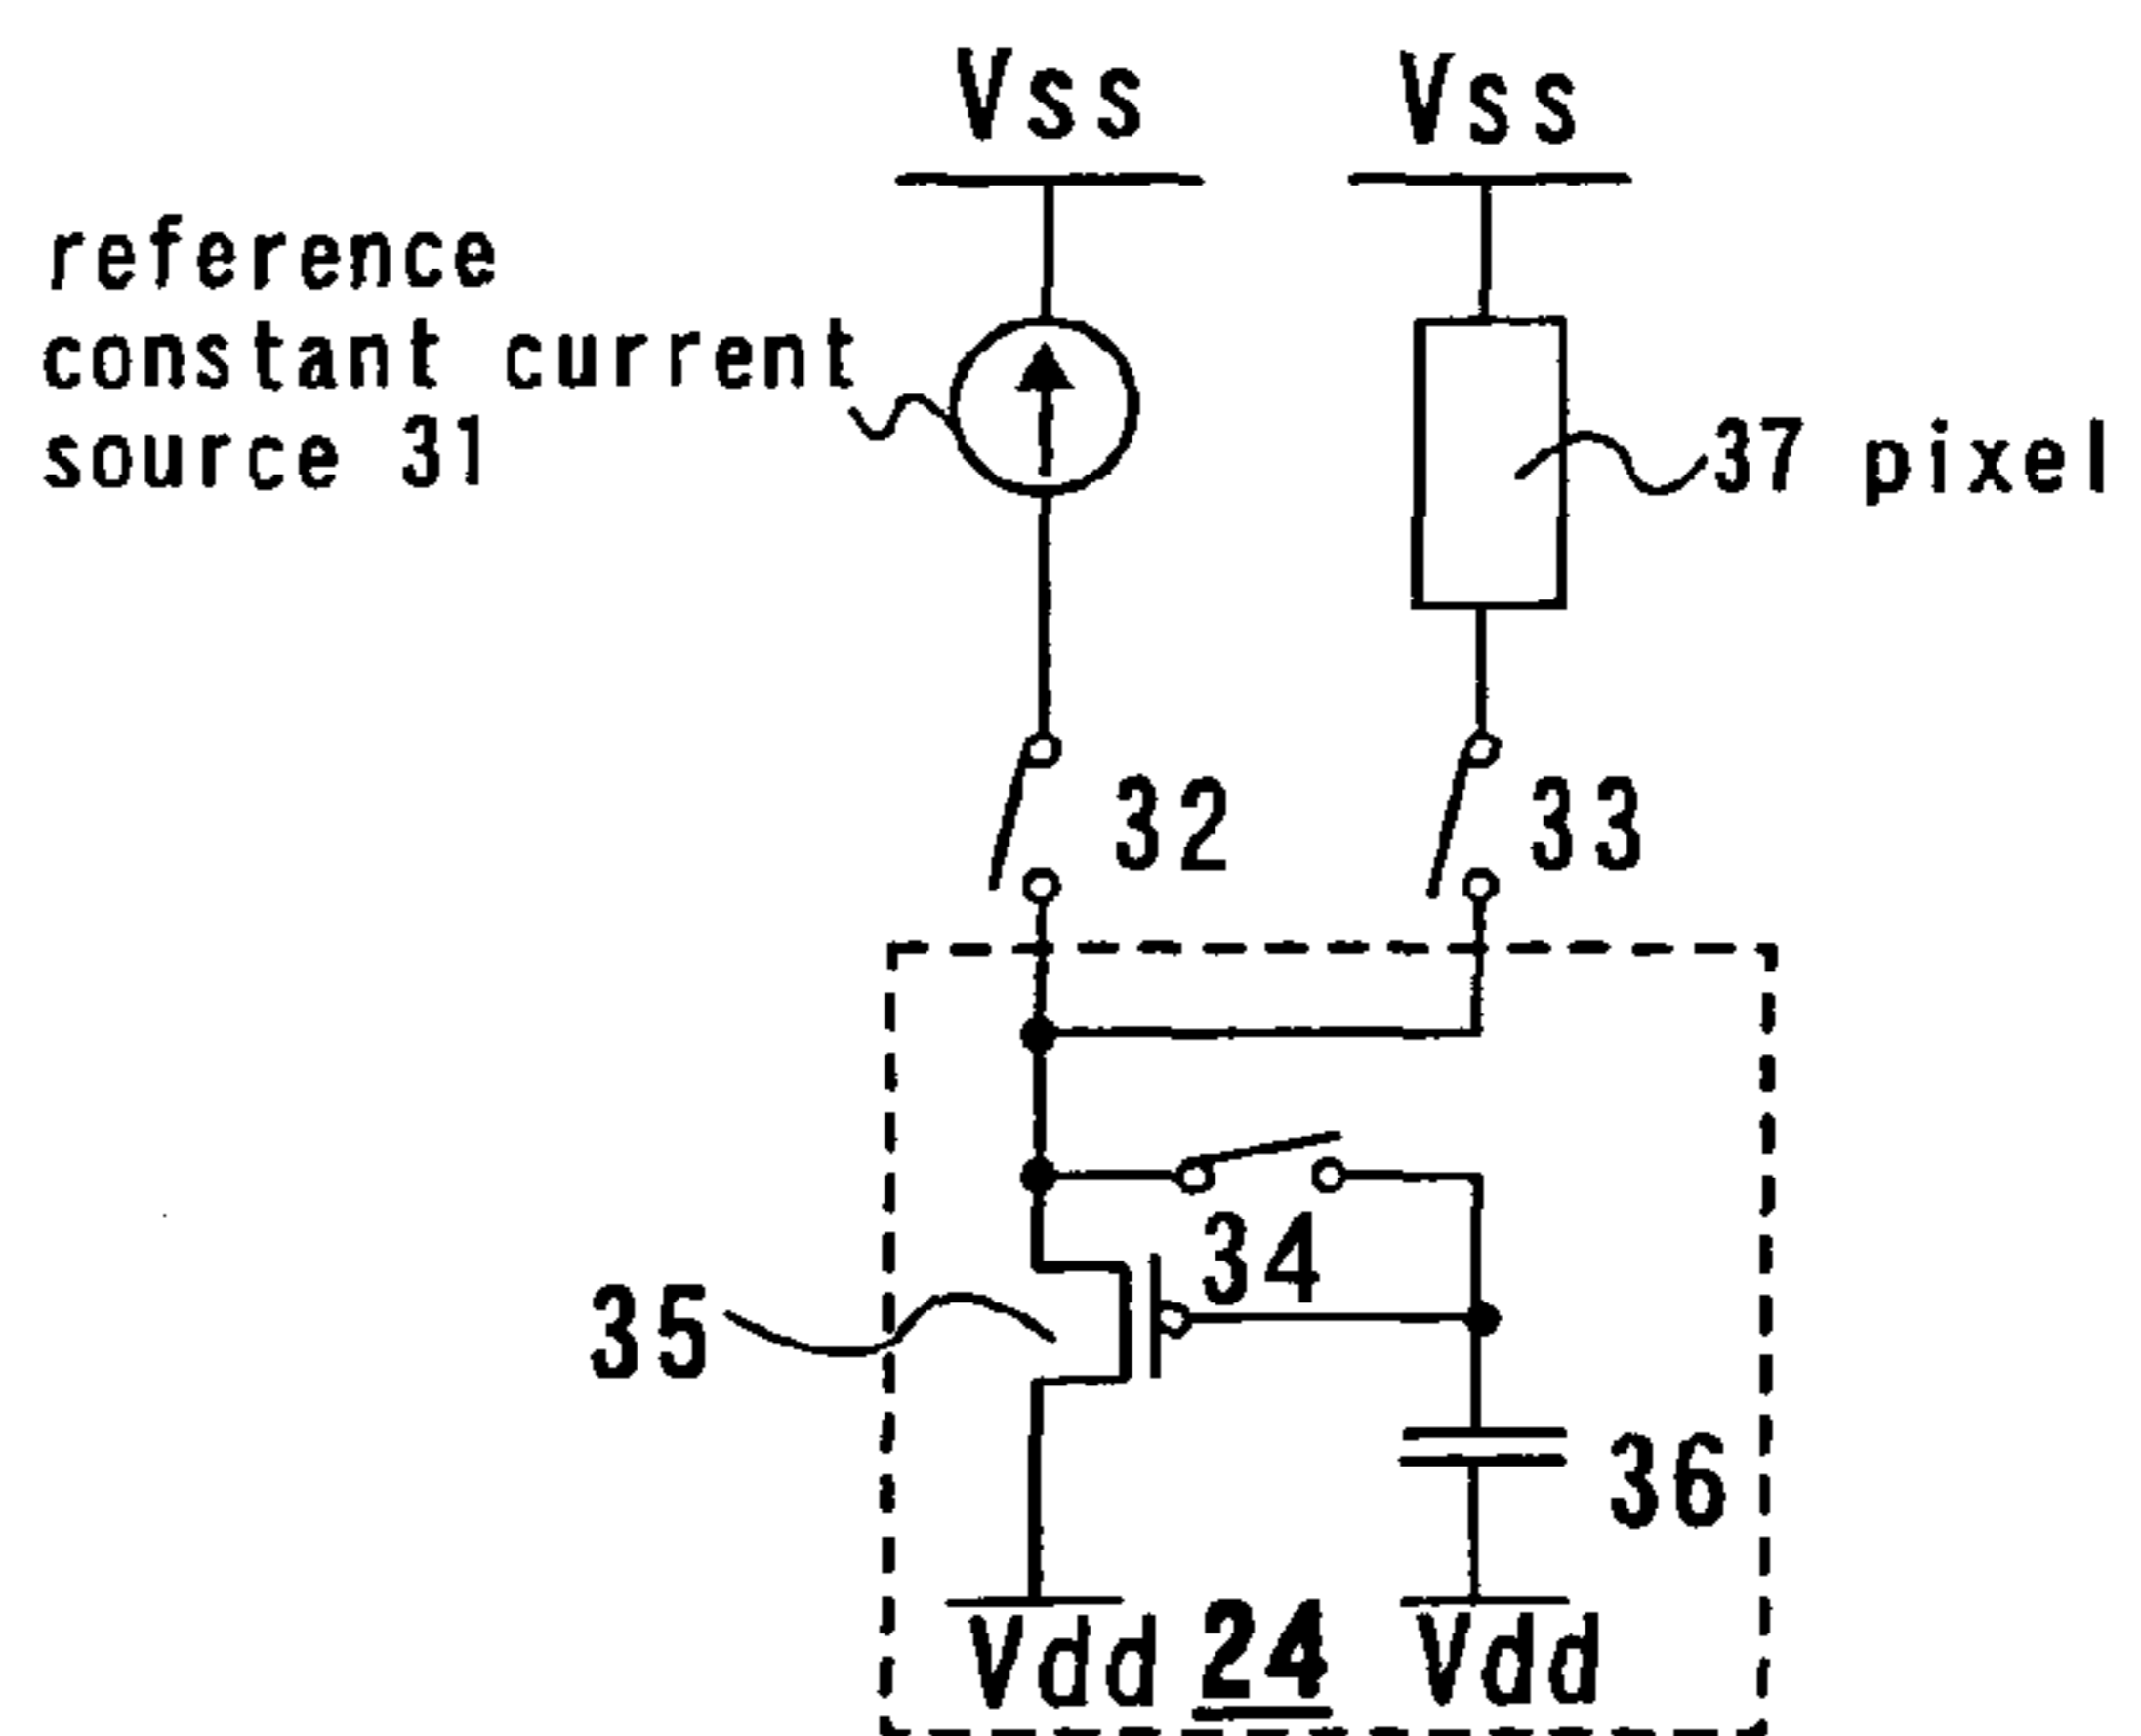 Vss
Vss
reference
constant current
source 31
37 pixel
32
33
34
35
36
Vdd
24
Vdd